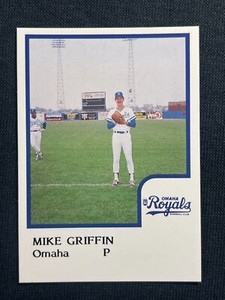 OMAHA
Royals
BASEBALL CLUB
MIKE GRIFFIN
Omaha P